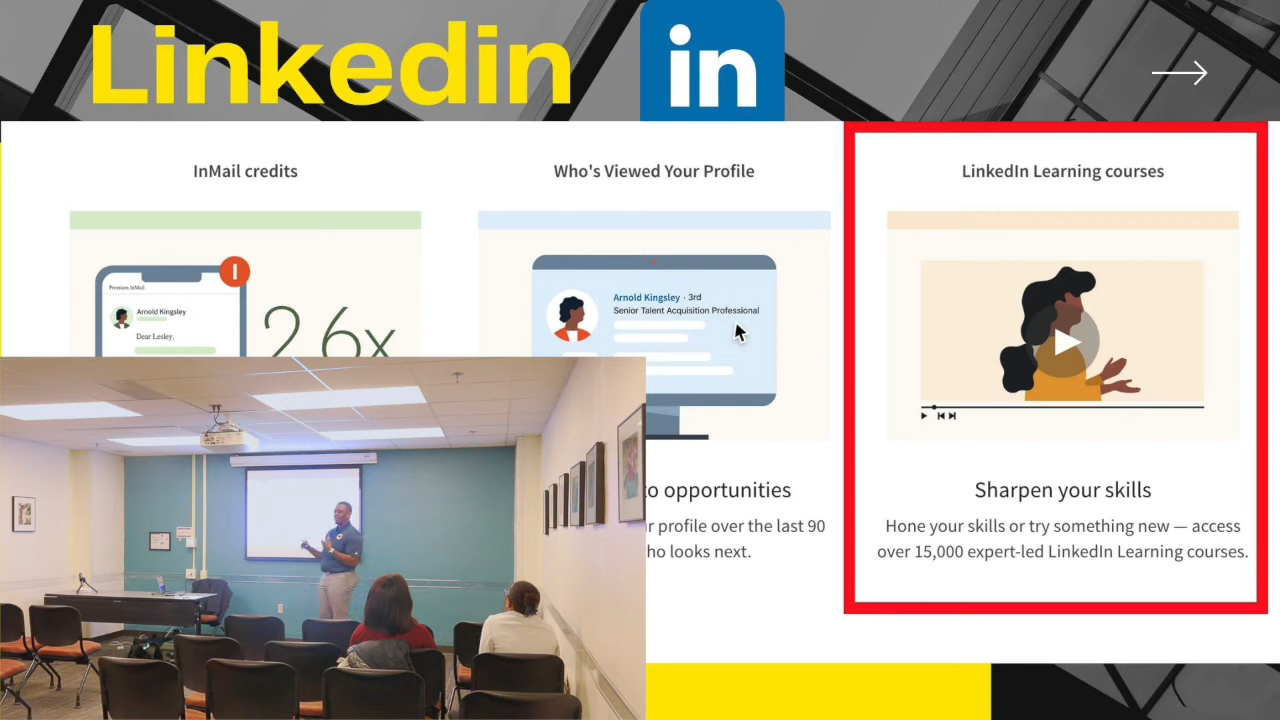 Linkedin
in
InMail credits
Who's Viewed Your Profile
LinkedIn Learning courses
Premium InMail
Arnold Kingsley
Dear Lesley,
2.6x
Arnold Kingsley · 3rd
Senior Talent Acquisition Professional
to opportunities
r profile over the last 90
ho looks next.
Sharpen your skills
Hone your skills or try something new — access
over 15,000 expert-led LinkedIn Learning courses.